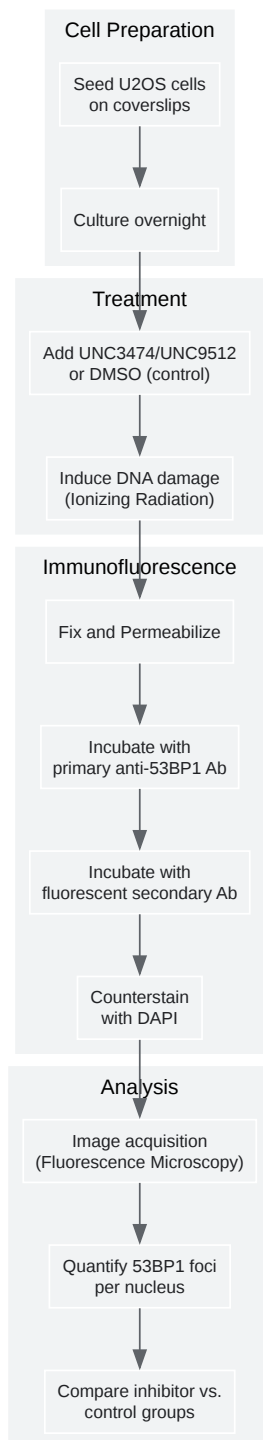 Cell Preparation
Seed U2OS cells
on coverslips
Culture overnight
Treatment
Add UNC3474/UNC9512
or DMSO (control)
Induce DNA damage
(Ionizing Radiation)
Immunofluorescence
Fix and Permeabilize
Incubate with
primary anti-53BP1 Ab
Incubate with
fluorescent secondary Ab
Counterstain
with DAPI
Analysis
Image acquisition
(Fluorescence Microscopy)
Quantify 53BP1 foci
per nucleus
Compare inhibitor vs.
control groups